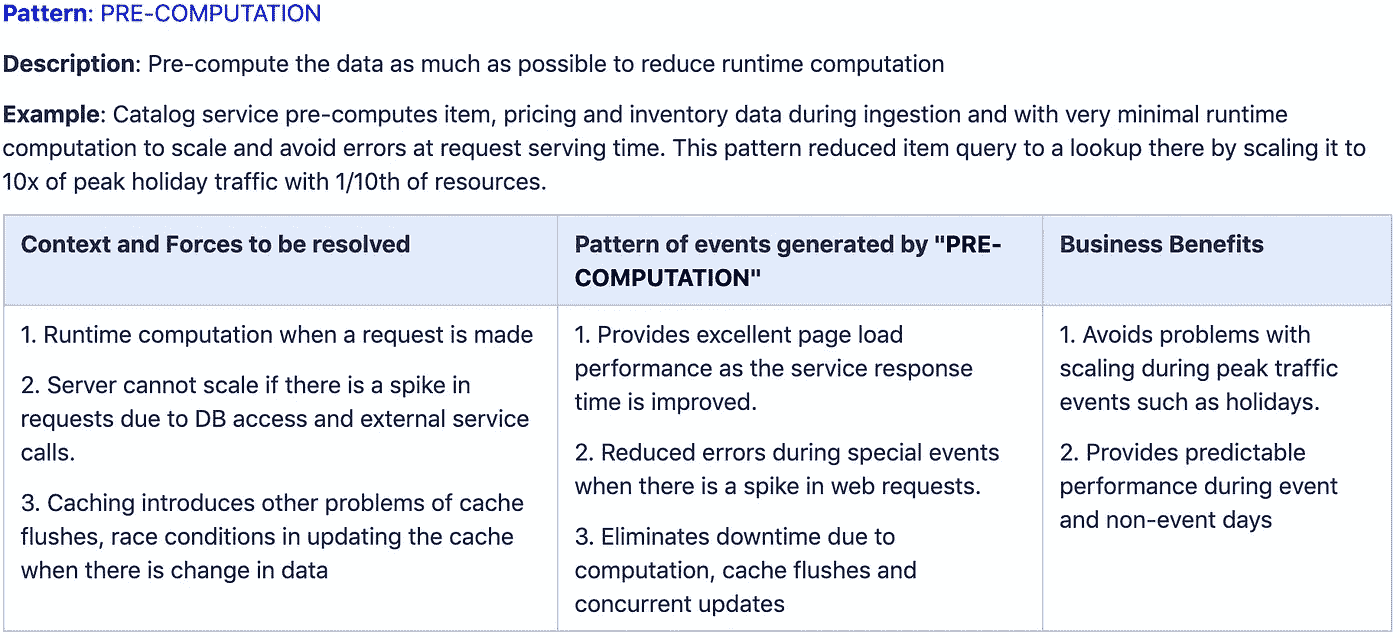 Pattern: PRE-COMPUTATION
Description: Pre-compute the data as much as possible to reduce runtime computation
Example: Catalog service pre-computes item, pricing and inventory data during ingestion and with very minimal runtime
computation to scale and avoid errors at request serving time. This pattern reduced item query to a lookup there by scaling it to
10x of peak holiday traffic with 1/10th of resources.
Context and Forces to be resolved
Pattern of events generated by "PRE-
COMPUTATION"
Business Benefits
1. Runtime computation when a request is made
2. Server cannot scale if there is a spike in
requests due to DB access and external service
calls.
3. Caching introduces other problems of cache
flushes, race conditions in updating the cache
when there is change in data
1. Provides excellent page load
performance as the service response
time is improved.
2. Reduced errors during special events
when there is a spike in web requests.
3. Eliminates downtime due to
computation, cache flushes and
concurrent updates
1. Avoids problems with
scaling during peak traffic
events such as holidays.
2. Provides predictable
performance during event
and non-event days